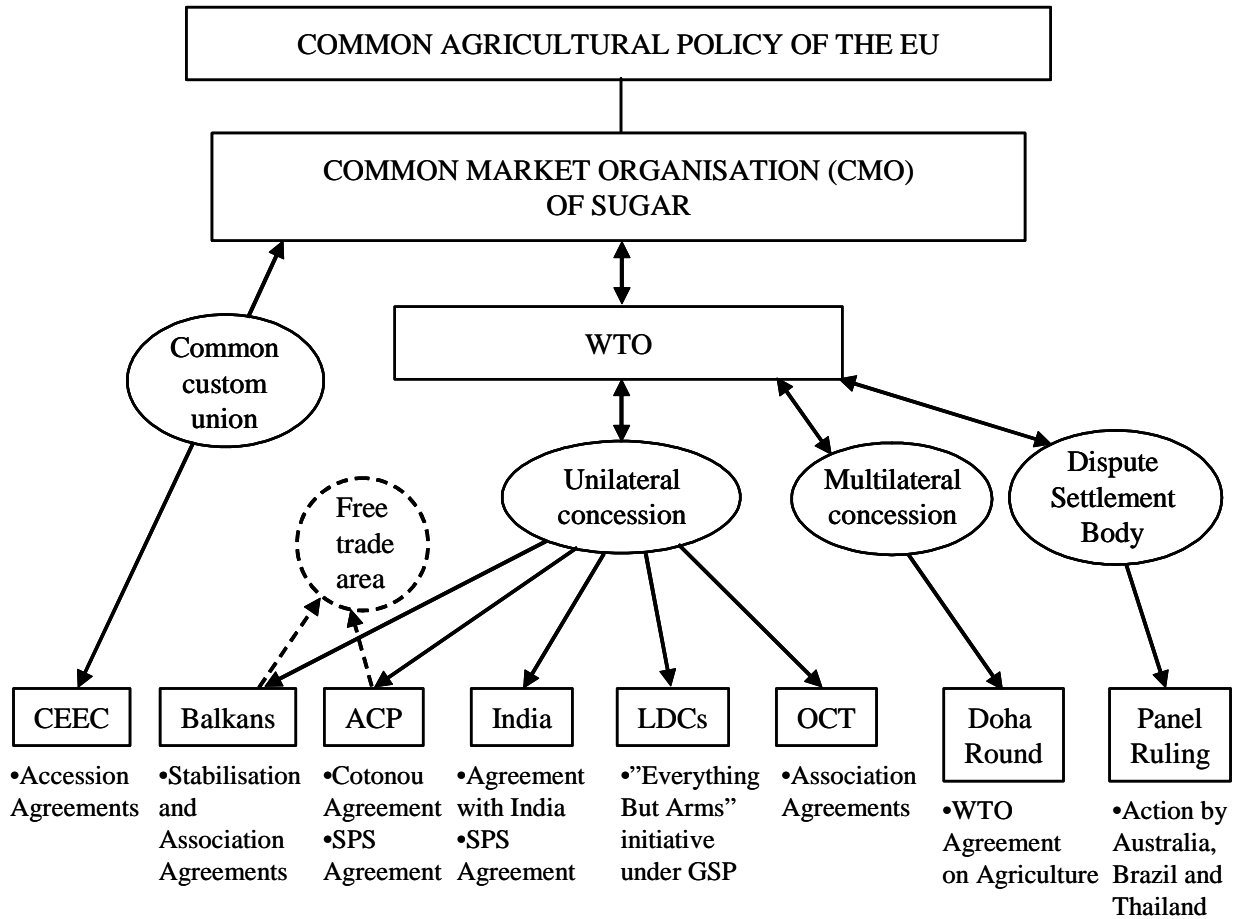 COMMON AGRICULTURAL POLICY OF THE EU
COMMON MARKET ORGANISATION (CMO)
OF SUGAR
WTO
Common
custom
union
Free
trade
area
Unilateral
concession
Multilateral
concession
Dispute
Settlement
Body
CEEC
•Accession
Agreements
Balkans
•Stabilisation
and
Association
Agreements
ACP
•Cotonou
Agreement
•SPS
Agreement
India
•Agreement
with India
•SPS
Agreement
LDCs
•”Everything
But Arms”
initiative
under GSP
OCT
•Association
Agreements
Doha
Round
•WTO
Agreement
on Agriculture
Panel
Ruling
•Action by
Australia,
Brazil and
Thailand